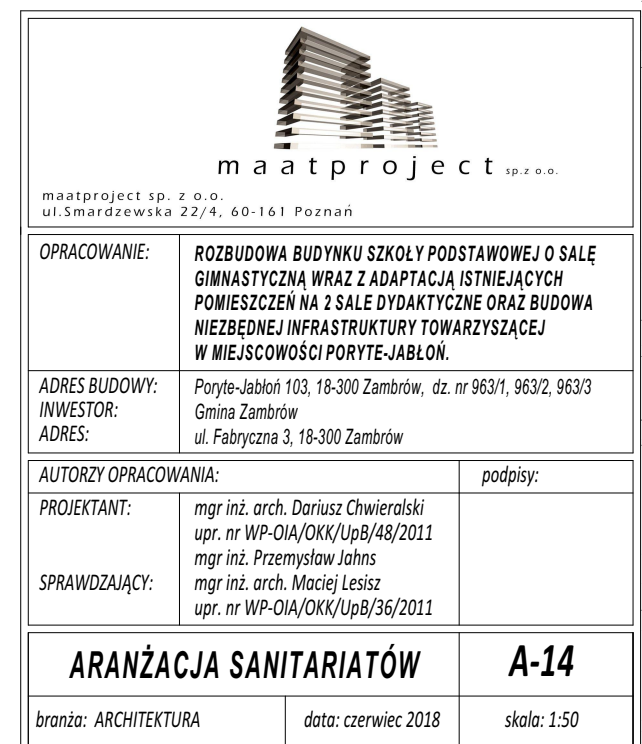 maatproject sp. z o.o.
maatproject sp. z o.o.
ul.Smardzewska 22/4, 60-161 Poznań
OPRACOWANIE:
ROZBUDOWA BUDYNKU SZKOŁY PODSTAWOWEJ O SALĘ
GIMNASTYCZNĄ WRAZ Z ADAPTACJĄ ISTNIEJĄCYCH
POMIESZCZEŃ NA 2 SALE DYDAKTYCZNE ORAZ BUDOWA
NIEZBĘDNEJ INFRASTRUKTURY TOWARZYSZĄCEJ
W MIEJSCOWOŚCI PORYTE-JABŁOŃ.
ADRES BUDOWY: Poryte-Jabłoń 103, 18-300 Zambrów, dz. nr 963/1, 963/2, 963/3
INWESTOR: Gmina Zambrów
ADRES: ul. Fabryczna 3, 18-300 Zambrów
AUTORZY OPRACOWANIA: podpisy:
PROJEKTANT: mgr inż. arch. Dariusz Chwieralski
upr. nr WP-OIA/OKK/UpB/48/2011
mgr inż. Przemysław Jahns
SPRAWDZAJĄCY: mgr inż. arch. Maciej Lesisz
upr. nr WP-OIA/OKK/UpB/36/2011
ARANŻACJA SANITARIATÓW A-14
branża: ARCHITEKTURA data: czerwiec 2018 skala: 1:50